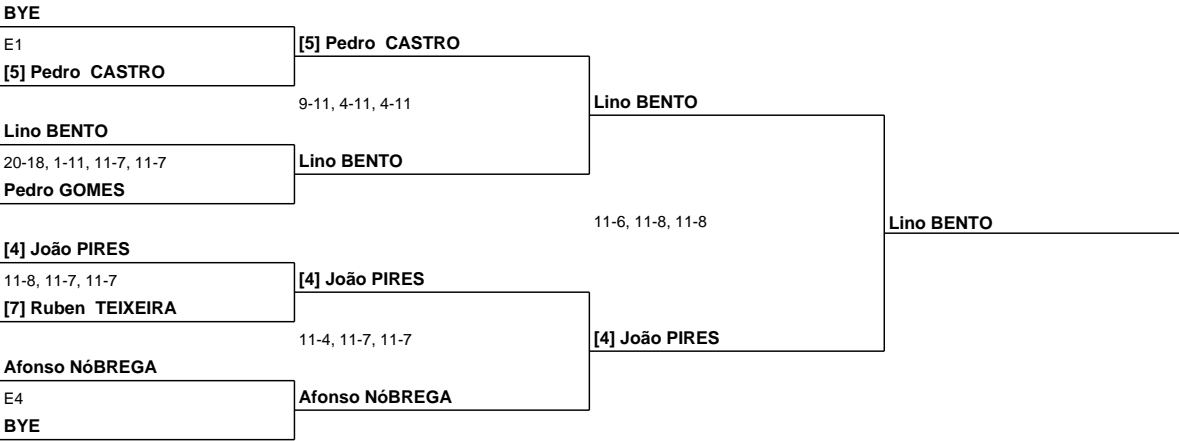 BYE
E1
[5] Pedro CASTRO
[5] Pedro CASTRO
9-11, 4-11, 4-11
Lino BENTO
Lino BENTO
20-18, 1-11, 11-7, 11-7
Lino BENTO
Pedro GOMES
11-6, 11-8, 11-8
Lino BENTO
[4] João PIRES
11-8, 11-7, 11-7
[4] João PIRES
[7] Ruben TEIXEIRA
11-4, 11-7, 11-7
[4] João PIRES
Afonso NóBREGA
E4
Afonso NóBREGA
BYE